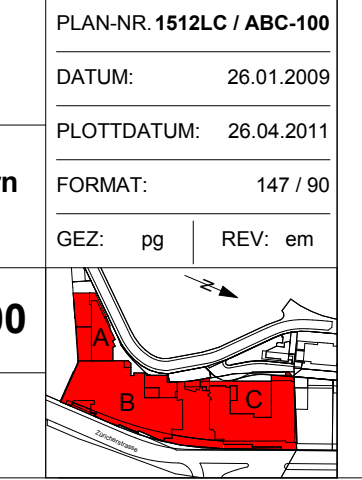 PLAN-NR. 1512LC / ABC-100
DATUM: 26.01.2009
PLOTTDATUM: 26.04.2011
n
FORMAT: 147 / 90
GEZ: pg REV: em
00
N
A
B
C
Zürcherstrasse